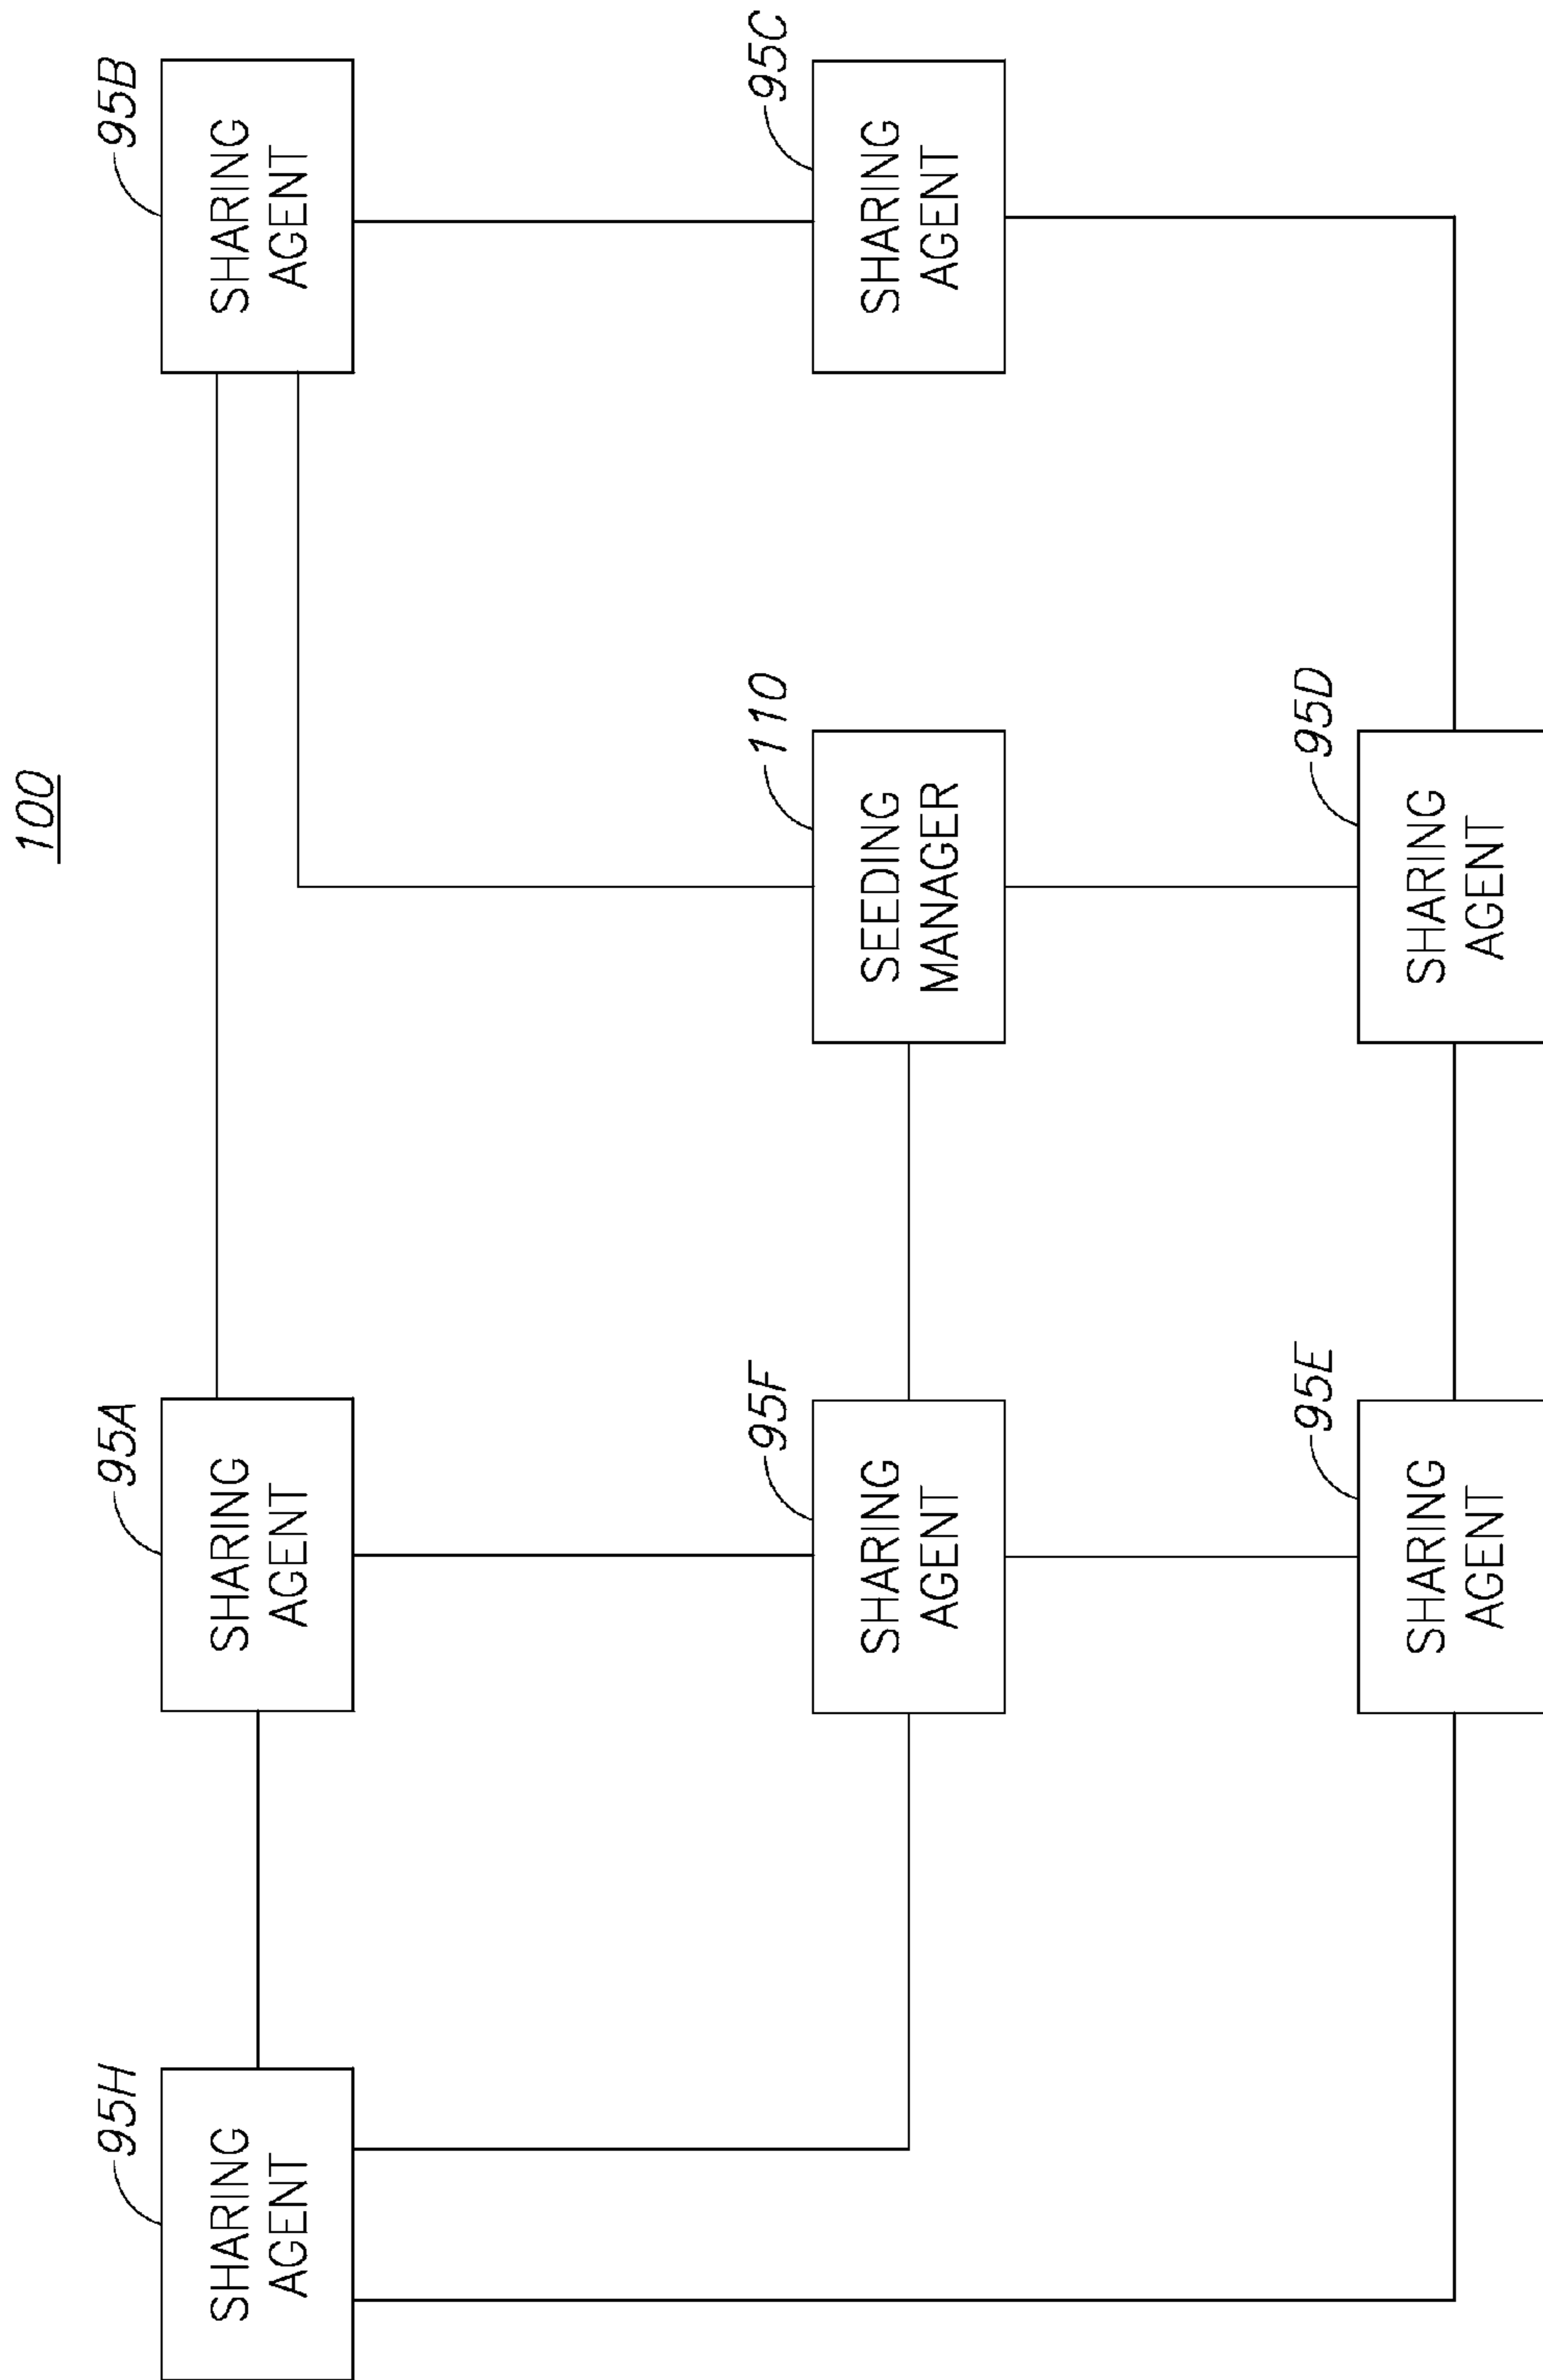 100
95H
SHARING
AGENT
95A
SHARING
AGENT
95B
SHARING
AGENT
95F
SHARING
AGENT
110
SEEDING
MANAGER
95C
SHARING
AGENT
95E
SHARING
AGENT
95D
SHARING
AGENT